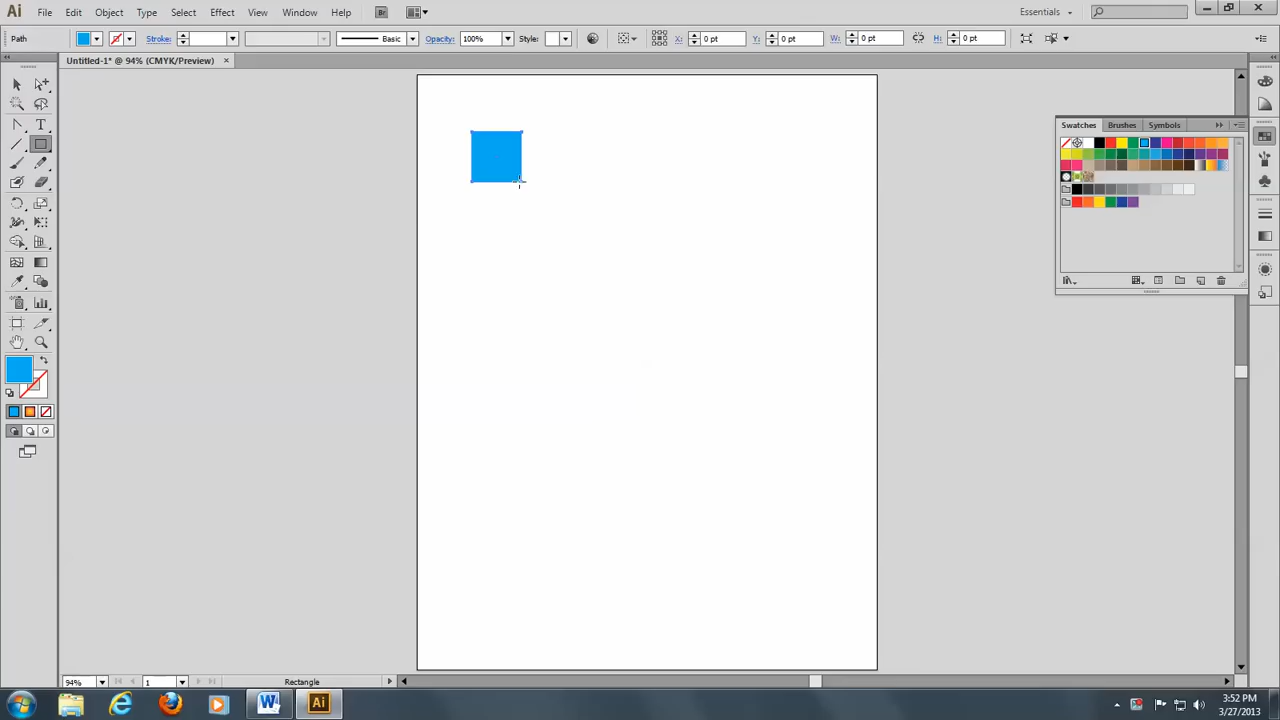 Ai File Edit Object Type Select Effect View Window Help Br Essentials
Path Stroke: Basic Opacity: 100% Style: X: 0 pt Y: 0 pt W: 0 pt H: 0 pt
Untitled-1* @ 94% (CMYK/Preview) ×
Swatches Brushes Symbols
T
94% 1 Rectangle
W Ai
3:52 PM
3/27/2013